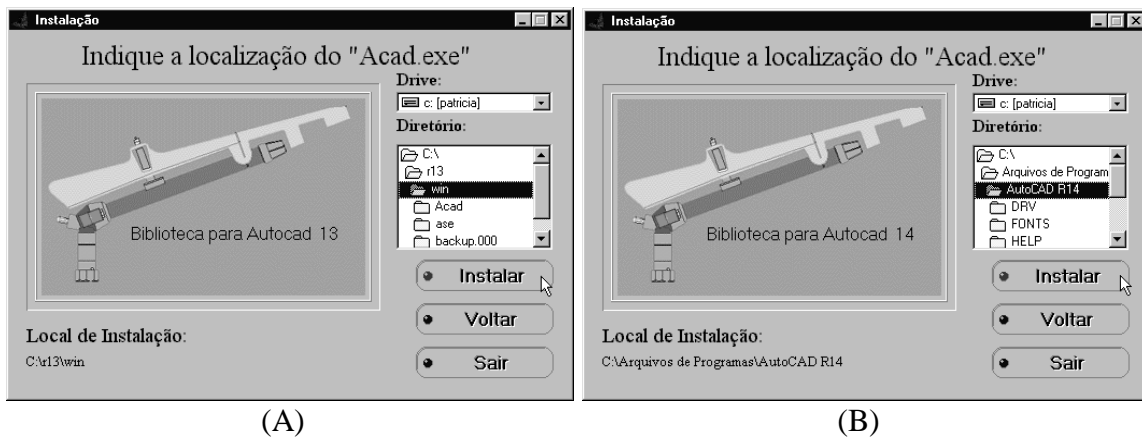 Instalação
Indique a localização do "Acad.exe"
Drive:
c: [patricia]
Diretório:
C:\
r13
win
Acad
ase
backup.000
Biblioteca para Autocad 13
Instalar
Voltar
Sair
Local de Instalação:
C:\r13\win
(A)
Instalação
Indique a localização do "Acad.exe"
Drive:
c: [patricia]
Diretório:
C:\
Arquivos de Program
AutoCAD R14
DRV
FONTS
HELP
Biblioteca para Autocad 14
Instalar
Voltar
Sair
Local de Instalação:
C:\Arquivos de Programas\AutoCAD R14
(B)